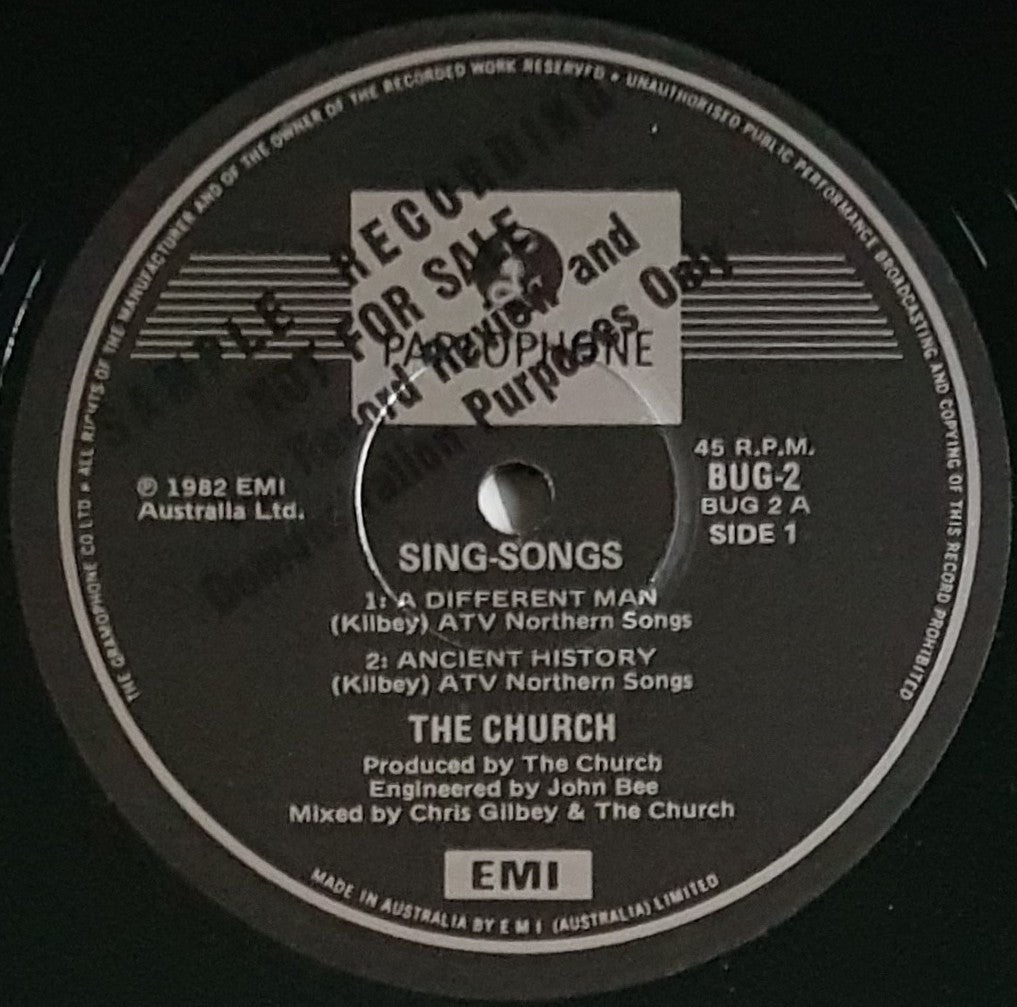 THE GRAMOPHONE CO. LTD • ALL RIGHTS OF THE MANUFACTURER AND OF THE OWNER OF THE RECORDED WORK RESERVED • UNAUTHORISED PUBLIC PERFORMANCE BROADCASTING AND COPYING OF THIS RECORD PROHIBITED
SAMPLE RECORDING
NOT FOR SALE
Record Review and
Demonstration Purposes Only
PARLOPHONE
℗ 1982 EMI
Australia Ltd.
45 R.P.M.
BUG-2
BUG 2 A
SIDE 1
SING-SONGS
1: A DIFFERENT MAN
(Kilbey) ATV Northern Songs
2: ANCIENT HISTORY
(Kilbey) ATV Northern Songs
THE CHURCH
Produced by The Church
Engineered by John Bee
Mixed by Chris Gilbey & The Church
EMI
MADE IN AUSTRALIA BY E M I (AUSTRALIA) LIMITED